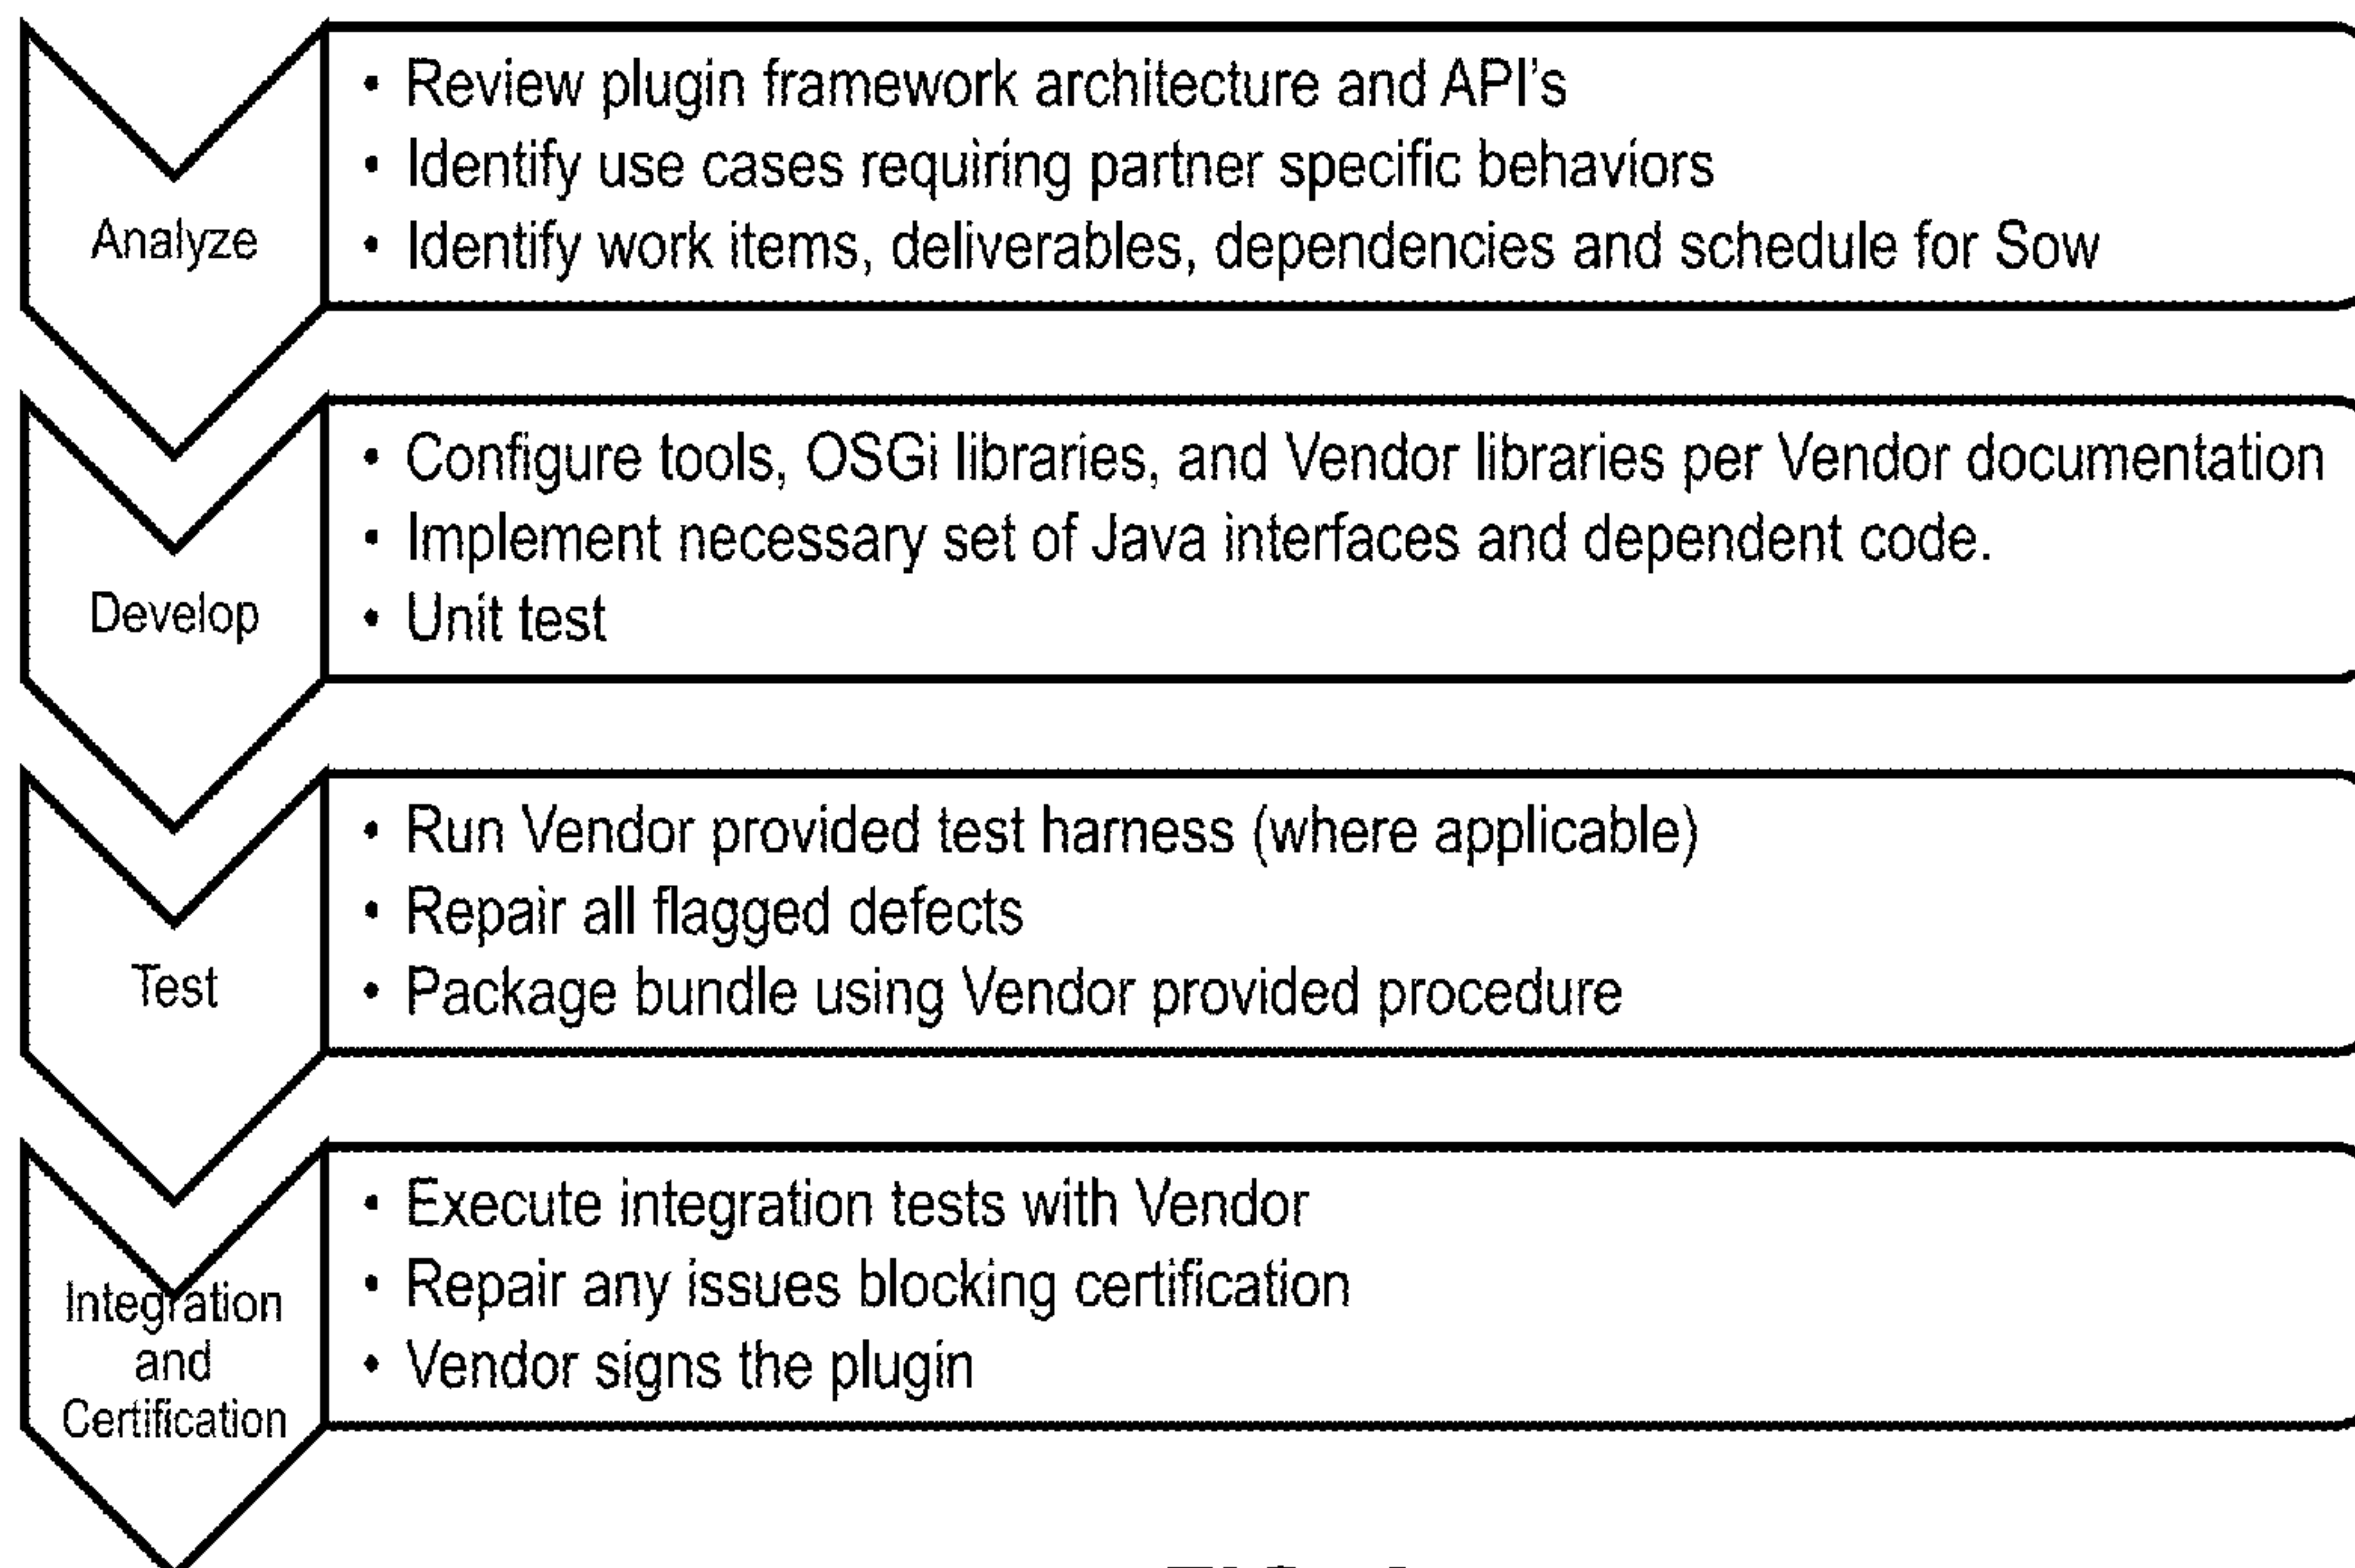 Analyze
• Review plugin framework architecture and API's
• Identify use cases requiring partner specific behaviors
• Identify work items, deliverables, dependencies and schedule for Sow
Develop
• Configure tools, OSGi libraries, and Vendor libraries per Vendor documentation
• Implement necessary set of Java interfaces and dependent code.
• Unit test
Test
• Run Vendor provided test harness (where applicable)
• Repair all flagged defects
• Package bundle using Vendor provided procedure
Integration
and
Certification
• Execute integration tests with Vendor
• Repair any issues blocking certification
• Vendor signs the plugin